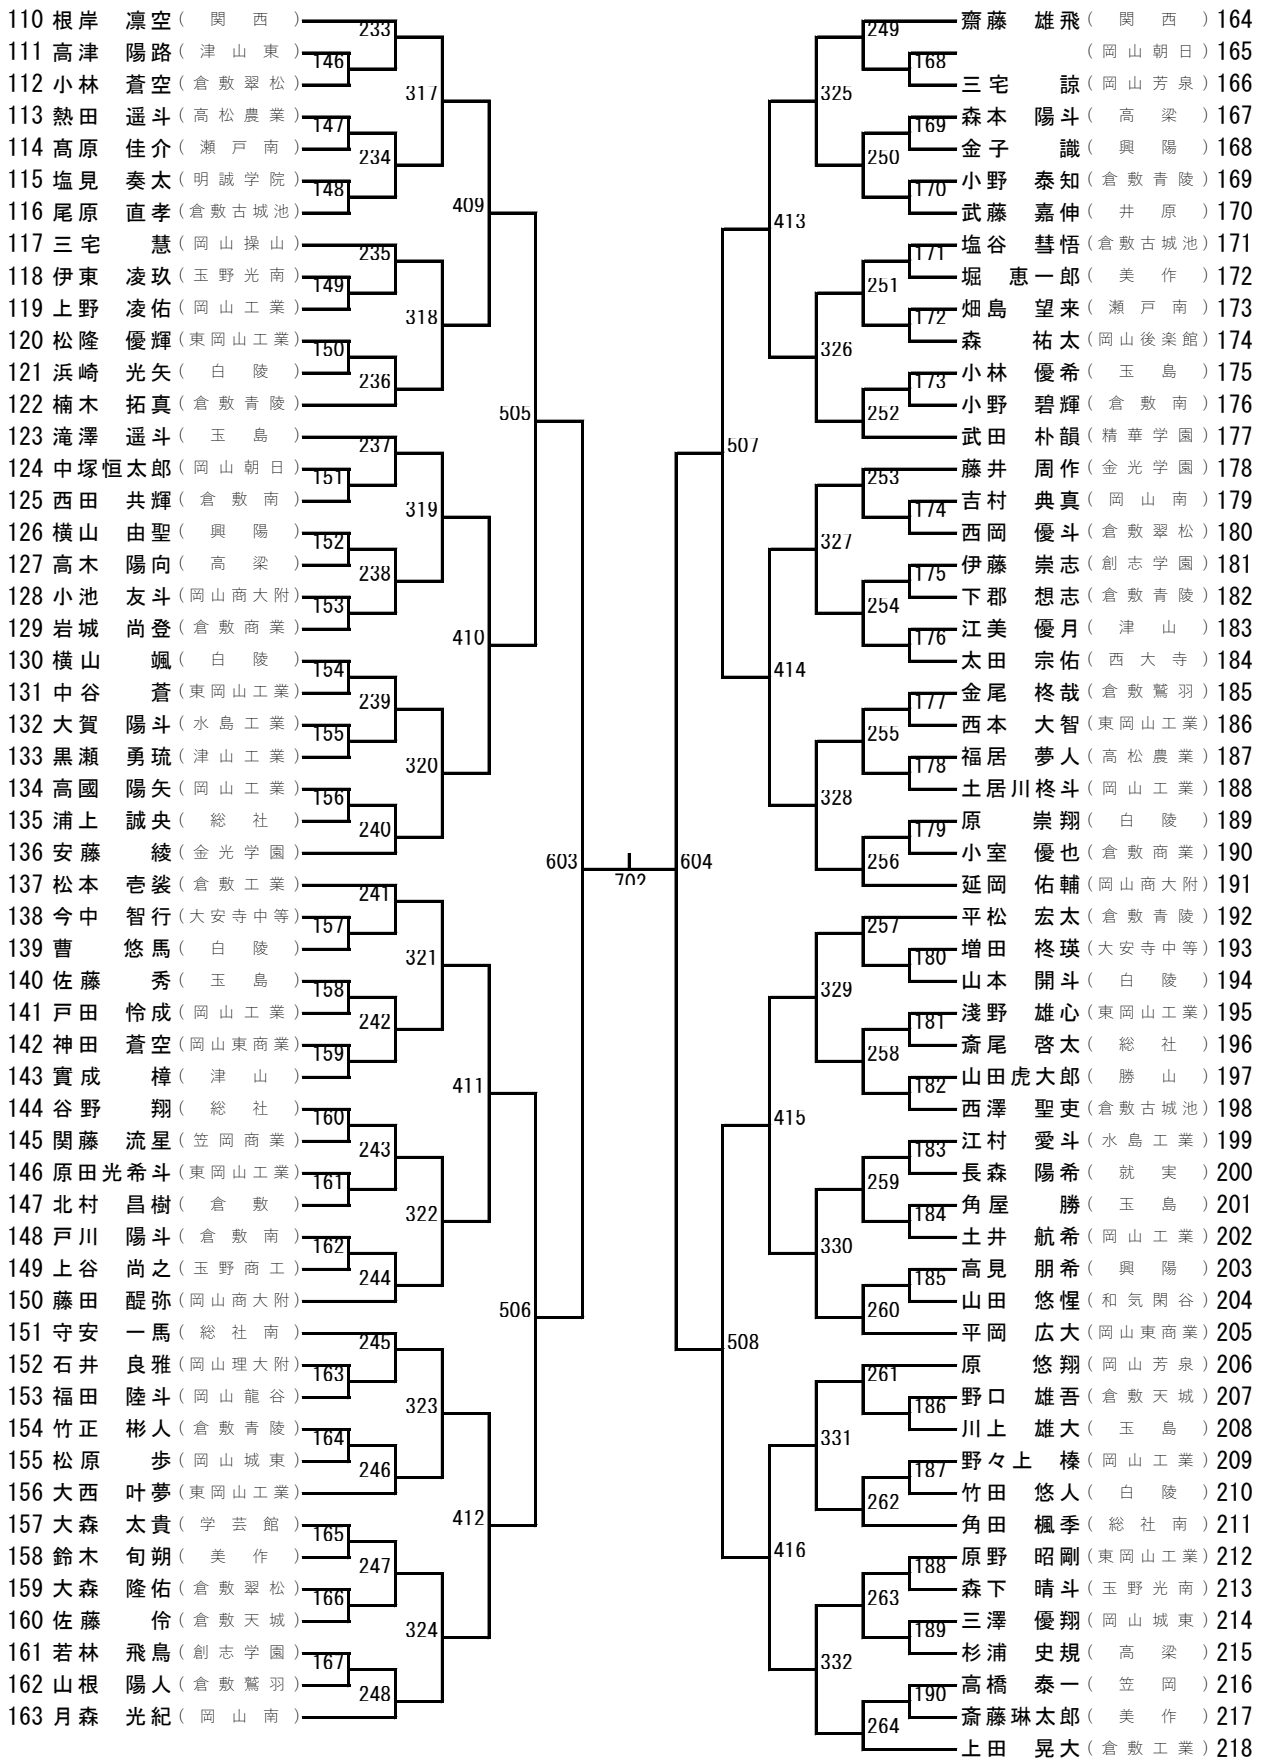 110 根岸 凛空 (関西)
111 高津 陽路 (津山東)
112 小林 蒼空 (倉敷翠松)
113 熱田 遥斗 (高松農業)
114 髙原 佳介 (瀬戸南)
115 塩見 奏太 (明誠学院)
116 尾原 直孝 (倉敷古城池)
117 三宅 慧 (岡山操山)
118 伊東 凌玖 (玉野光南)
119 上野 凌佑 (岡山工業)
120 松隆 優輝 (東岡山工業)
121 浜崎 光矢 (白陵)
122 楠木 拓真 (倉敷青陵)
123 滝澤 遥斗 (玉島)
124 中塚恒太郎 (岡山朝日)
125 西田 共輝 (倉敷南)
126 横山 由聖 (興陽)
127 高木 陽向 (高梁)
128 小池 友斗 (岡山商大附)
129 岩城 尚登 (倉敷商業)
130 横山 颯 (白陵)
131 中谷 蒼 (東岡山工業)
132 大賀 陽斗 (水島工業)
133 黒瀬 勇琉 (津山工業)
134 高國 陽矢 (岡山工業)
135 浦上 誠央 (総社)
136 安藤 綾 (金光学園)
137 松本 壱袋 (倉敷工業)
138 今中 智行 (大安寺中等)
139 曹 悠馬 (白陵)
140 佐藤 秀 (玉島)
141 戸田 怜成 (岡山工業)
142 神田 蒼空 (岡山東商業)
143 實成 樟 (津山)
144 谷野 翔 (総社)
145 関藤 流星 (笠岡商業)
146 原田光希斗 (東岡山工業)
147 北村 昌樹 (倉敷)
148 戸川 陽斗 (倉敷南)
149 上谷 尚之 (玉野商工)
150 藤田 醍弥 (岡山商大附)
151 守安 一馬 (総社南)
152 石井 良雅 (岡山理大附)
153 福田 陸斗 (岡山龍谷)
154 竹正 彬人 (倉敷青陵)
155 松原 歩 (岡山城東)
156 大西 叶夢 (東岡山工業)
157 大森 太貴 (学芸館)
158 鈴木 旬朔 (美作)
159 大森 隆佑 (倉敷翠松)
160 佐藤 伶 (倉敷天城)
161 若林 飛鳥 (創志学園)
162 山根 陽人 (倉敷鷲羽)
163 月森 光紀 (岡山南)
146
147
148
149
150
151
152
153
154
155
156
157
158
159
160
161
162
163
164
165
166
167
233
234
235
236
237
238
239
240
241
242
243
244
245
246
247
248
317
318
319
320
321
322
323
324
409
410
411
412
505
506
603
702
604
507
508
413
414
415
416
325
326
327
328
329
330
331
332
249
250
251
252
253
254
255
256
257
258
259
260
261
262
263
264
168
169
170
171
172
173
174
175
176
177
178
179
180
181
182
183
184
185
186
187
188
189
190
齋藤 雄飛 (関西) 164
(岡山朝日) 165
三宅 諒 (岡山芳泉) 166
森本 陽斗 (高梁) 167
金子 識 (興陽) 168
小野 泰知 (倉敷青陵) 169
武藤 嘉伸 (井原) 170
塩谷 彗悟 (倉敷古城池) 171
堀 恵一郎 (美作) 172
畑島 望来 (瀬戸南) 173
森 祐太 (岡山後楽館) 174
小林 優希 (玉島) 175
小野 碧輝 (倉敷南) 176
武田 朴韻 (精華学園) 177
藤井 周作 (金光学園) 178
吉村 典真 (岡山南) 179
西岡 優斗 (倉敷翠松) 180
伊藤 崇志 (創志学園) 181
下郡 想志 (倉敷青陵) 182
江美 優月 (津山) 183
太田 宗佑 (西大寺) 184
金尾 柊哉 (倉敷鷲羽) 185
西本 大智 (東岡山工業) 186
福居 夢人 (高松農業) 187
土居川柊斗 (岡山工業) 188
原 崇翔 (白陵) 189
小室 優也 (倉敷商業) 190
延岡 佑輔 (岡山商大附) 191
平松 宏太 (倉敷青陵) 192
増田 柊瑛 (大安寺中等) 193
山本 開斗 (白陵) 194
淺野 雄心 (東岡山工業) 195
斎尾 啓太 (総社) 196
山田虎大郎 (勝山) 197
西澤 聖吏 (倉敷古城池) 198
江村 愛斗 (水島工業) 199
長森 陽希 (就実) 200
角屋 勝 (玉島) 201
土井 航希 (岡山工業) 202
高見 朋希 (興陽) 203
山田 悠惺 (和気閑谷) 204
平岡 広大 (岡山東商業) 205
原 悠翔 (岡山芳泉) 206
野口 雄吾 (倉敷天城) 207
川上 雄大 (玉島) 208
野々上 榛 (岡山工業) 209
竹田 悠人 (白陵) 210
角田 楓季 (総社南) 211
原野 昭剛 (東岡山工業) 212
森下 晴斗 (玉野光南) 213
三澤 優翔 (岡山城東) 214
杉浦 史規 (高梁) 215
高橋 泰一 (笠岡) 216
斎藤琳太郎 (美作) 217
上田 晃大 (倉敷工業) 218